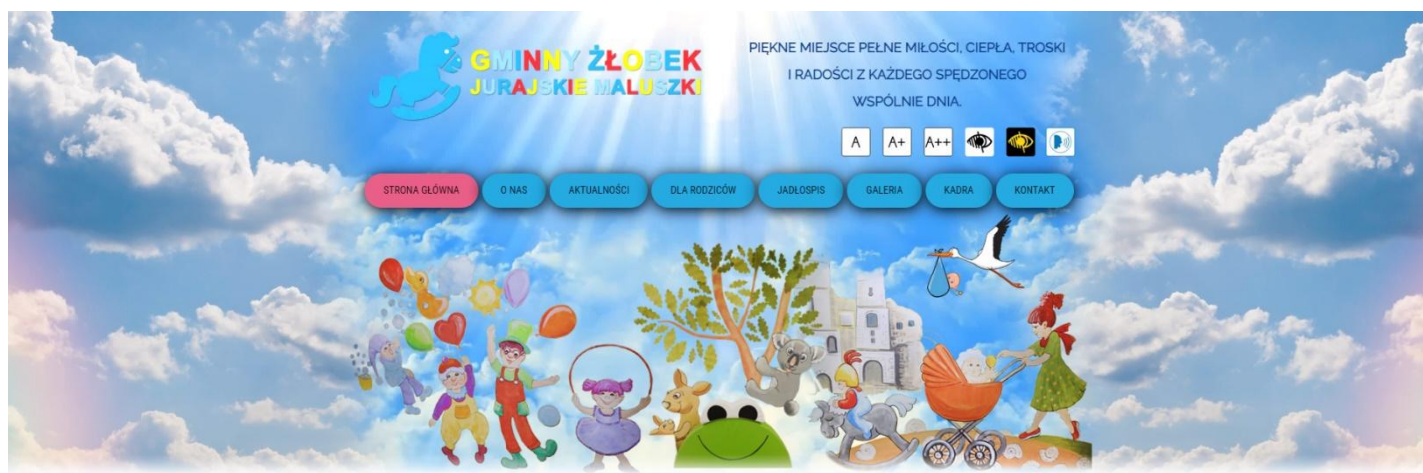 GMINNY ŻŁOBEK
JURAJSKIE MALUSZKI
PIĘKNE MIEJSCE PEŁNE MIŁOŚCI, CIEPŁA, TROSKI
I RADOŚCI Z KAŻDEGO SPĘDZONEGO
WSPÓLNIE DNIA.
A A+ A++
STRONA GŁÓWNA O NAS AKTUALNOŚCI DLA RODZICÓW JADŁOSPIS GALERIA KADRA KONTAKT